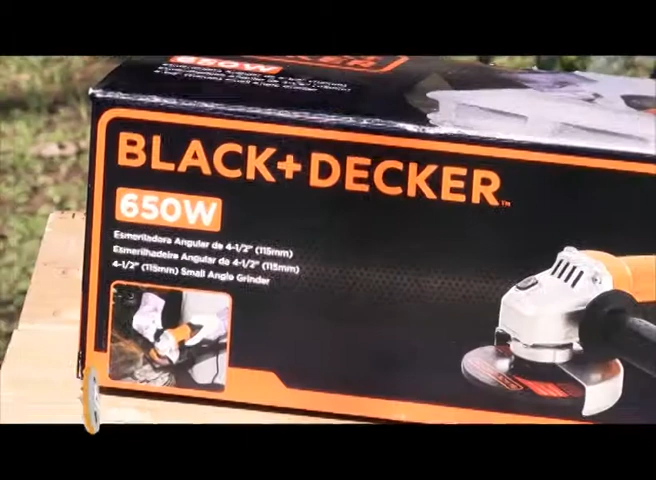 650W
BLACK+DECKER™
650W
Esmeriladora Angular de 4-1/2" (115mm)
Esmerilhadeira Angular de 4-1/2" (115mm)
4-1/2" (115mm) Small Angle Grinder